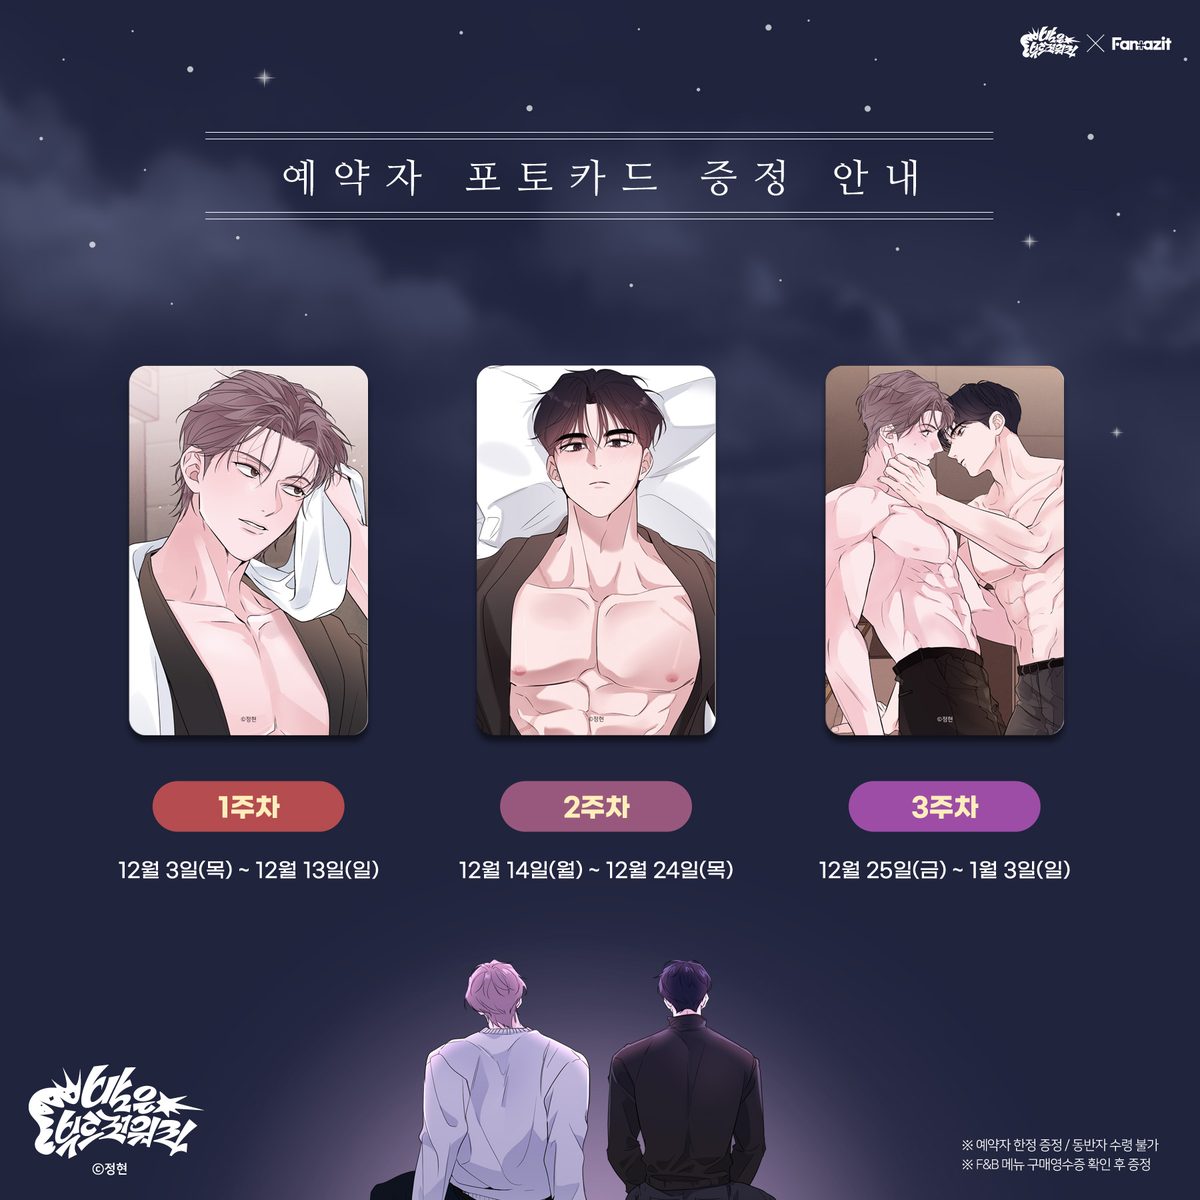 Fantazit
예약자 포토카드 증정 안내
©정현
©정현
©정현
1주차
2주차
3주차
12월 3일(목) ~ 12월 13일(일)
12월 14일(월) ~ 12월 24일(목)
12월 25일(금) ~ 1월 3일(일)
©정현
※ 예약자 한정 증정 / 동반자 수령 불가
※ F&B 메뉴 구매영수증 확인 후 증정